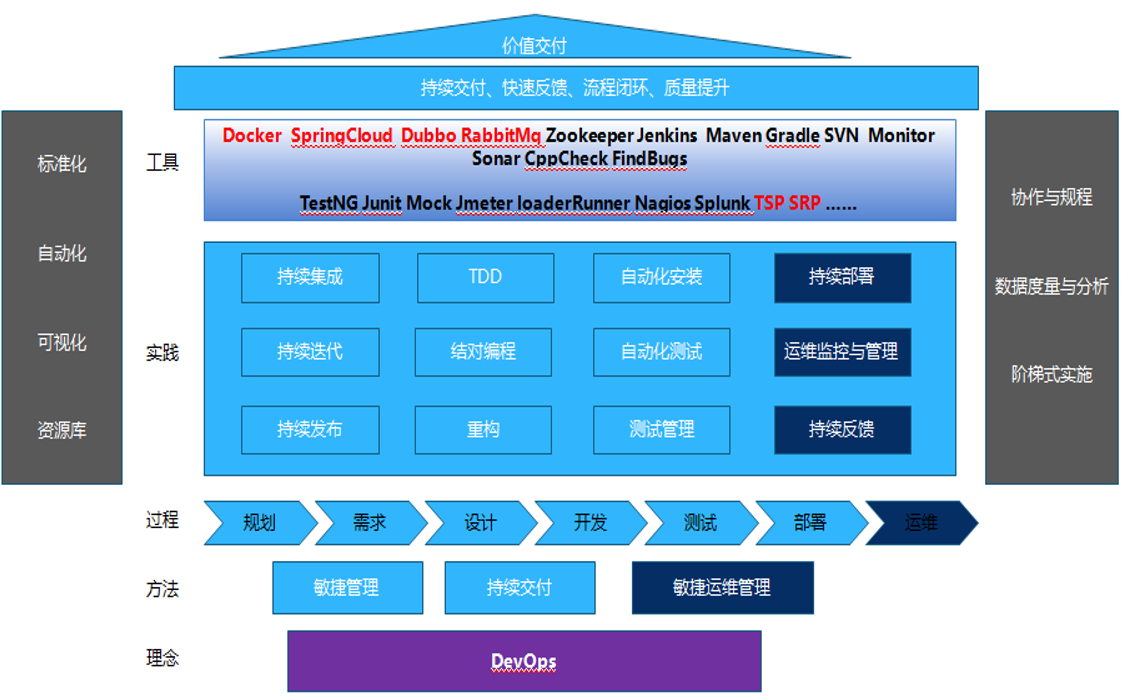 价值交付
持续交付、快速反馈、流程闭环、质量提升
标准化
自动化
可视化
资源库
工具
Docker SpringCloud Dubbo RabbitMq Zookeeper Jenkins Maven Gradle SVN Monitor
Sonar CppCheck FindBugs
TestNG Junit Mock Jmeter loaderRunner Nagios Splunk TSP SRP ……
实践
持续集成 TDD 自动化安装 持续部署
持续迭代 结对编程 自动化测试 运维监控与管理
持续发布 重构 测试管理 持续反馈
协作与规程
数据度量与分析
阶梯式实施
过程 规划 需求 设计 开发 测试 部署 运维
方法 敏捷管理 持续交付 敏捷运维管理
理念 DevOps